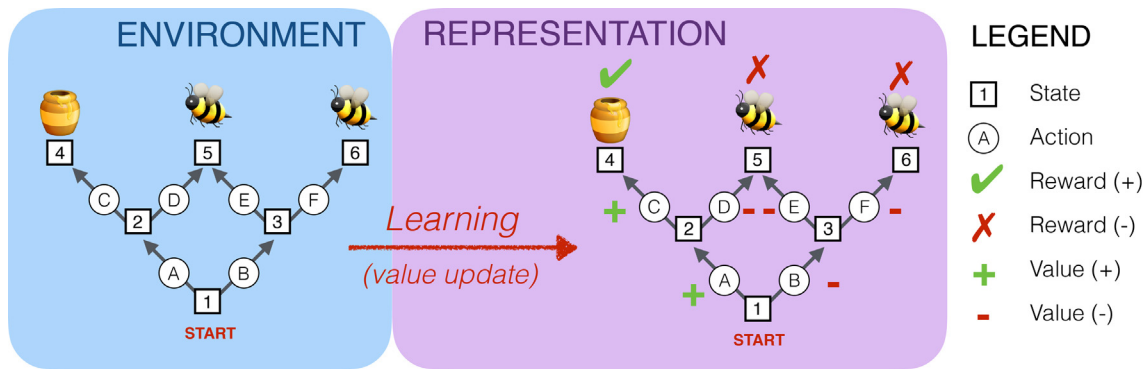 ENVIRONMENT
4
5
6
C
D
E
F
2
3
A
B
1
START
Learning
(value update)
REPRESENTATION
✓
✗
✗
4
5
6
+
C
D
- -
E
F
-
2
3
+
A
B
-
1
START
LEGEND
1 State
A Action
✓ Reward (+)
✗ Reward (-)
+ Value (+)
- Value (-)